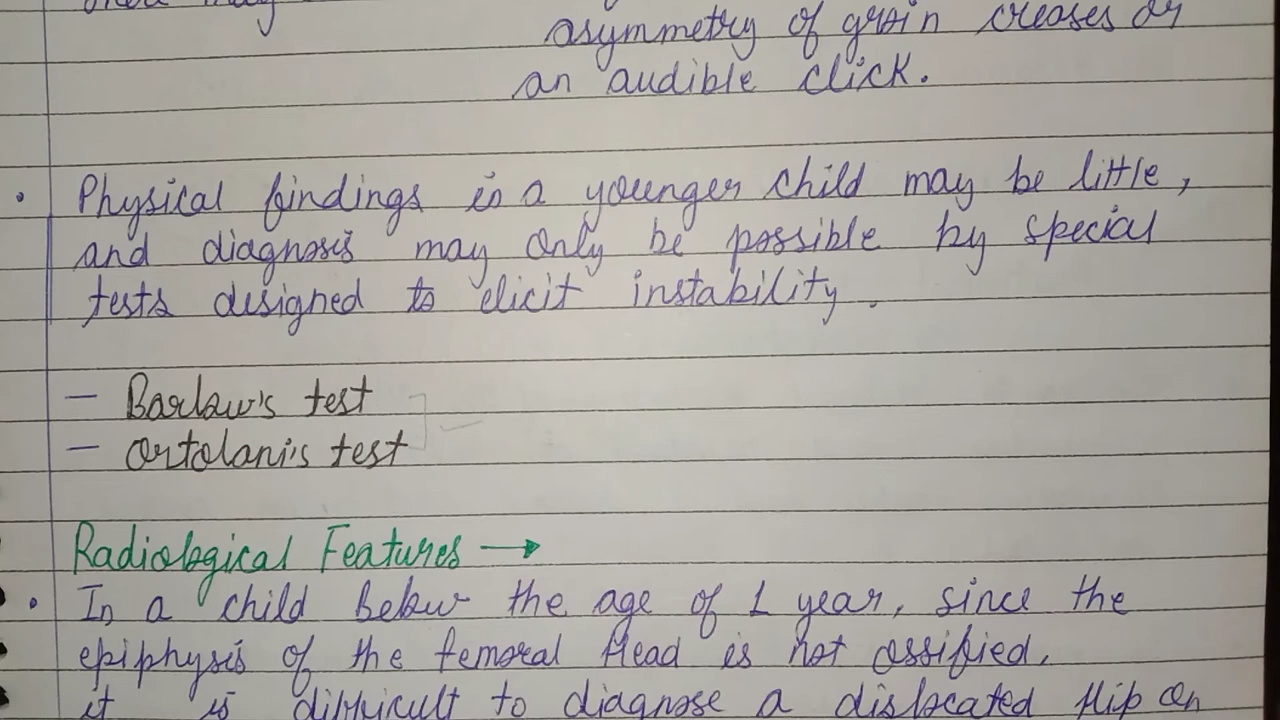 asymmetry of groin creases or
an audible click.
• Physical findings in a younger child may be little,
and diagnosis may only be possible by special
tests designed to elicit instability.
— Barlow's test
— Ortolani's test
Radiological Features →
• In a child below the age of 1 year, since the
epiphysis of the femoral Head is not ossified,
it is difficult to diagnose a dislocated Hip on